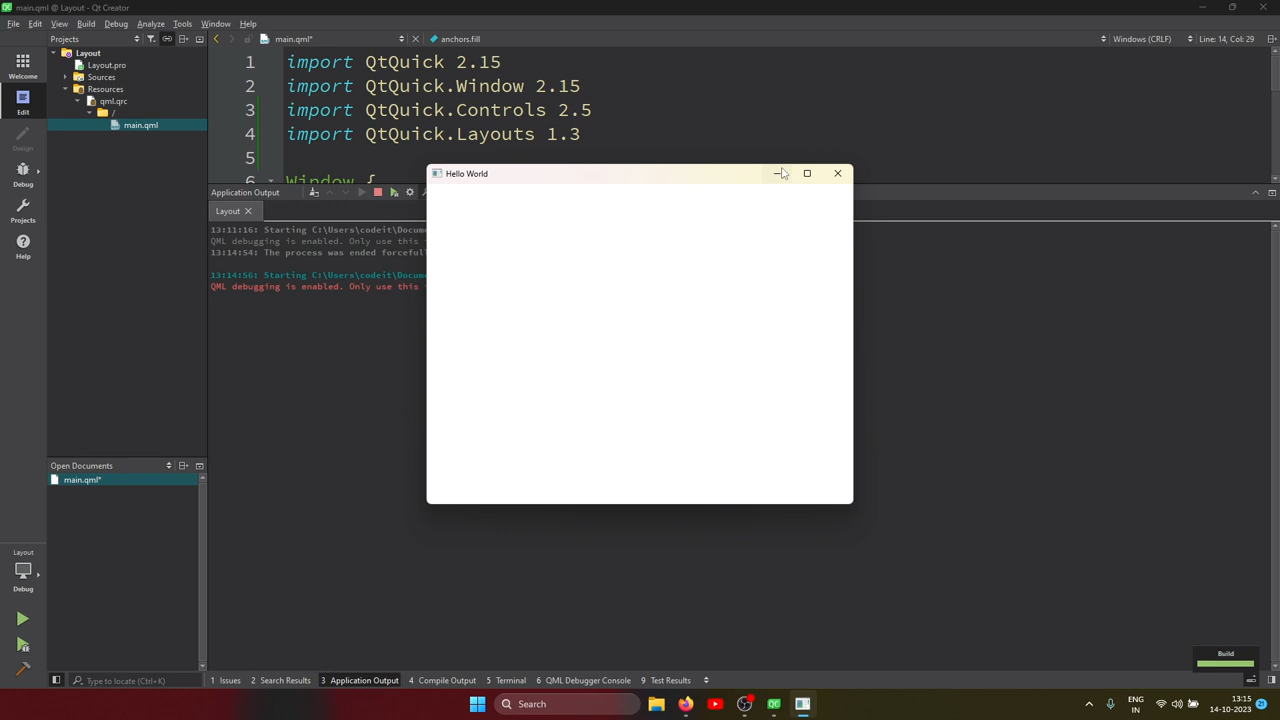 main.qml @ Layout - Qt Creator
File Edit View Build Debug Analyze Tools Window Help
Projects
main.qml*
anchors.fill
Windows (CRLF)
Line: 14, Col: 29
Layout
Layout.pro
Sources
Resources
qml.qrc
/
main.qml
Welcome
Edit
Design
Debug
Projects
Help
1 import QtQuick 2.15
2 import QtQuick.Window 2.15
3 import QtQuick.Controls 2.5
4 import QtQuick.Layouts 1.3
5
6 Window {
Application Output
Layout
13:11:16: Starting C:\Users\codeit\Docume
QML debugging is enabled. Only use this
13:14:54: The process was ended forcefull
13:14:56: Starting C:\Users\codeit\Docume
QML debugging is enabled. Only use this
Hello World
Open Documents
main.qml*
Layout
Debug
Build
Type to locate (Ctrl+K)
1 Issues 2 Search Results 3 Application Output 4 Compile Output 5 Terminal 6 QML Debugger Console 9 Test Results
Search
ENG
IN
13:15
14-10-2023